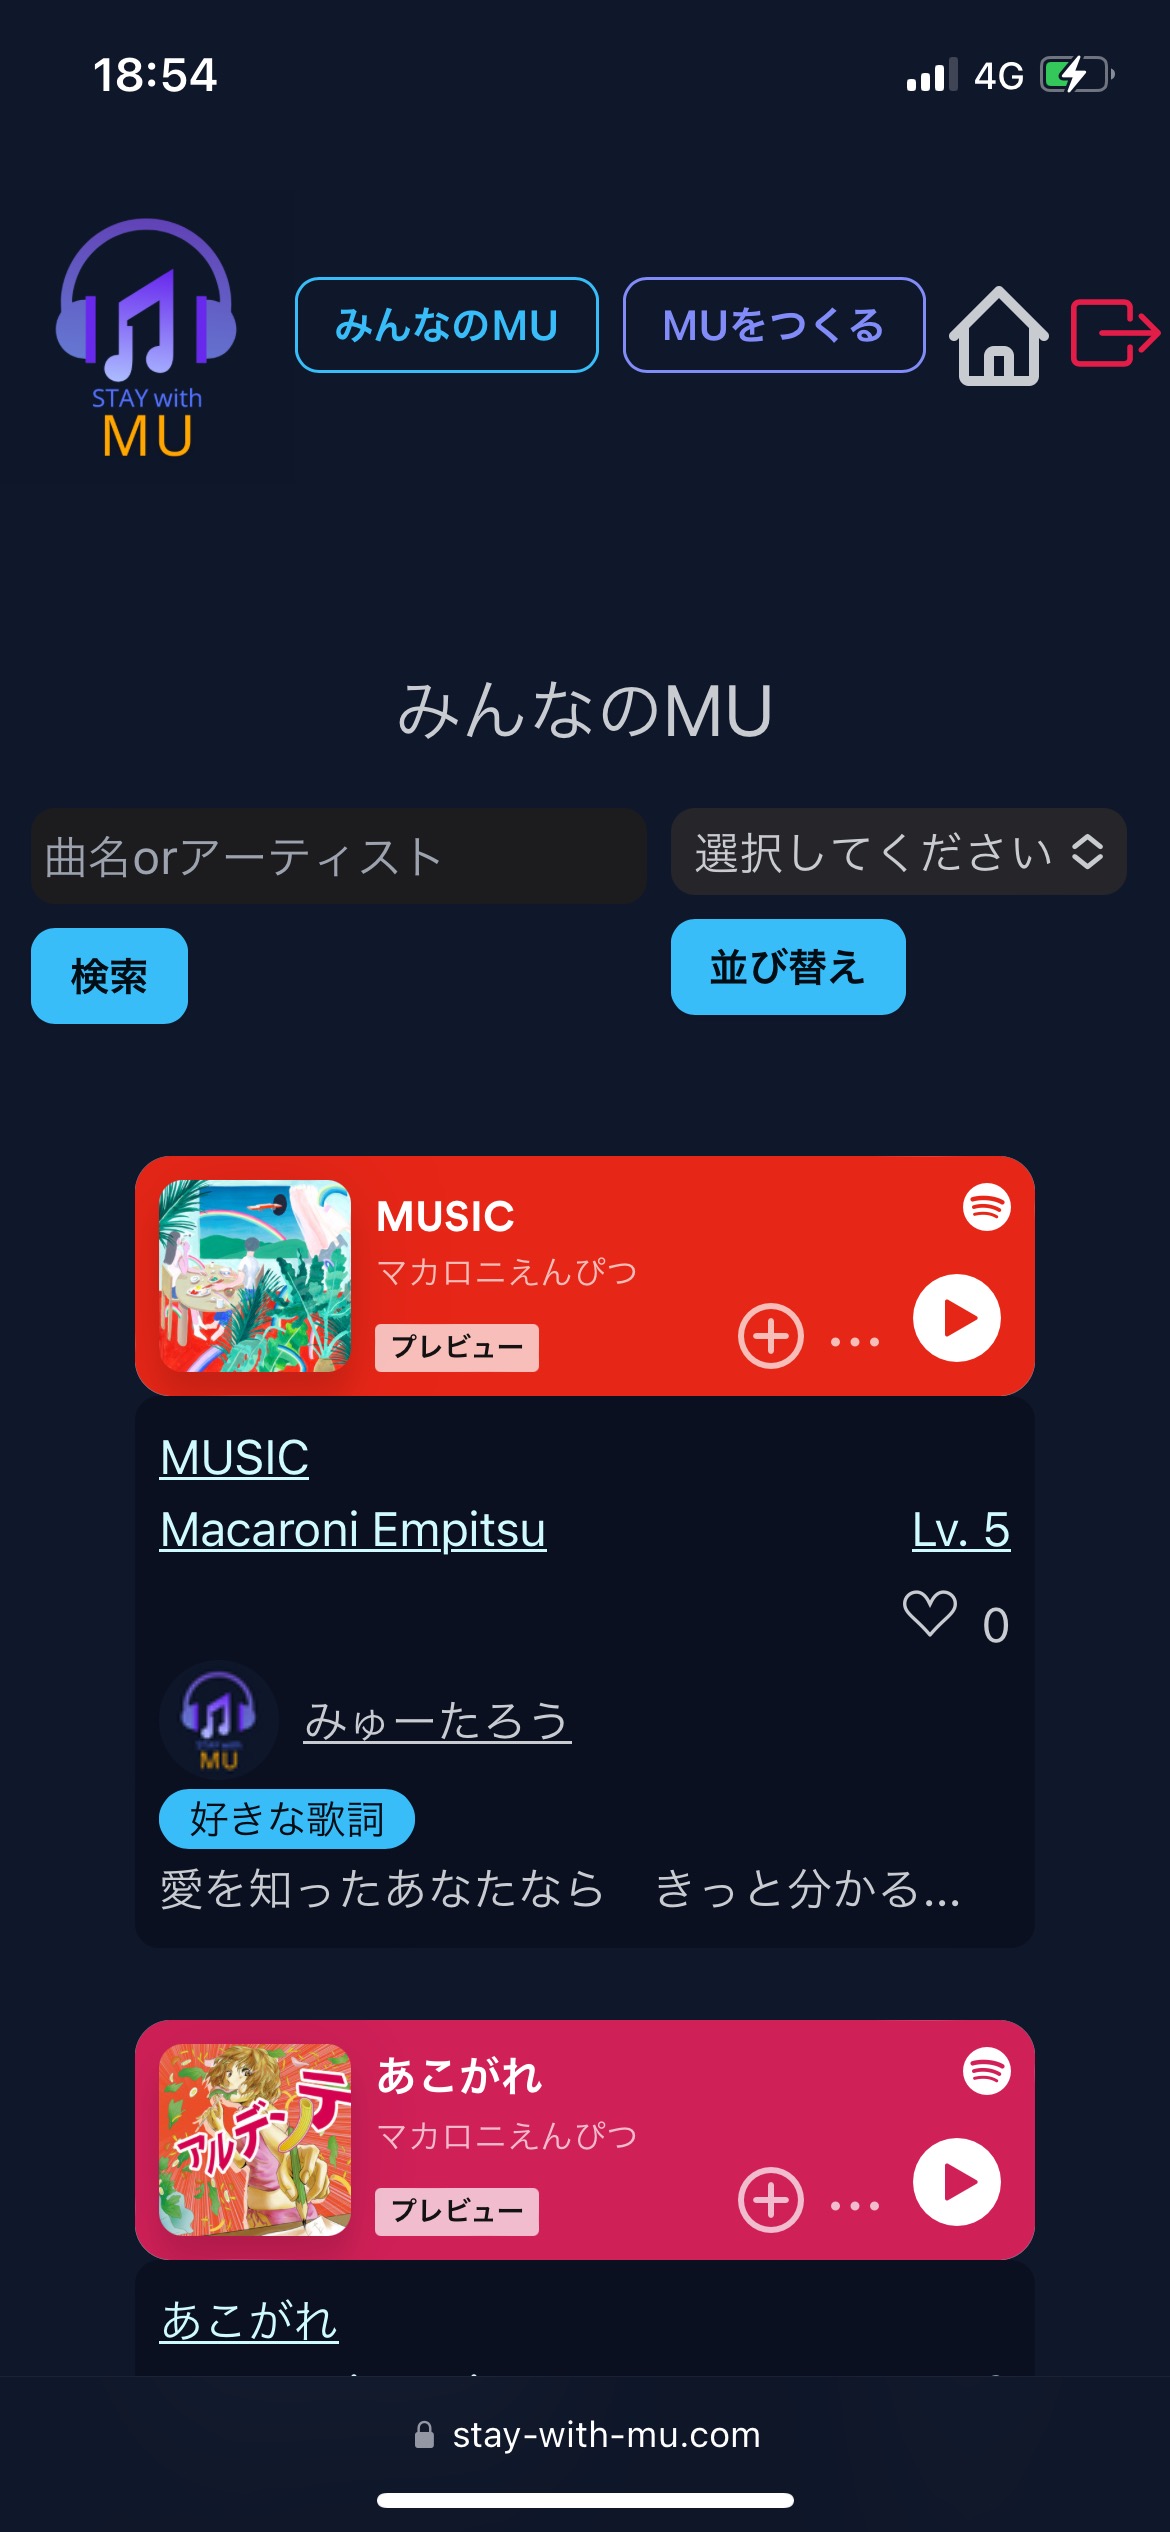 18:54
4G
STAY with
MU
みんなのMU
MUをつくる
みんなのMU
曲名orアーティスト
選択してください
検索
並び替え
MUSIC
マカロニえんぴつ
プレビュー
MUSIC
Macaroni Empitsu
Lv. 5
0
MU
みゅーたろう
好きな歌詞
愛を知ったあなたなら　きっと分かる...
アルデンテ
あこがれ
マカロニえんぴつ
プレビュー
あこがれ
stay-with-mu.com